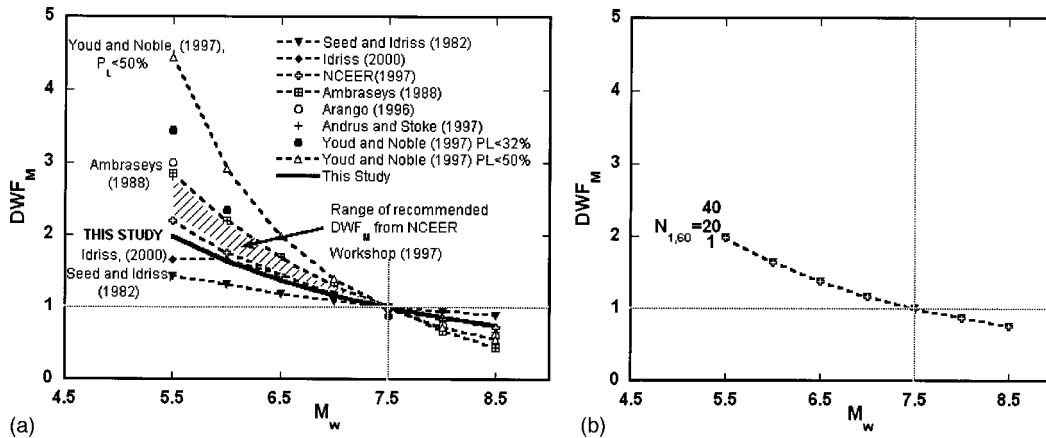 5
4
3
2
1
0
DWF_M
Youd and Noble (1997),
P_L<50%
Ambraseys
(1988)
THIS STUDY
Idriss, (2000)
Seed and Idriss
(1982)
Seed and Idriss (1982)
Idriss (2000)
NCEER(1997)
Ambraseys (1988)
Arango (1996)
Andrus and Stoke (1997)
Youd and Noble (1997) PL<32%
Youd and Noble (1997) PL<50%
This Study
Range of recommended
DWF_M from NCEER
Workshop (1997)
4.5 5.5 6.5 7.5 8.5
M_w
(a)
5
4
3
2
1
0
DWF_M
40
N_1,60=20
1
4.5 5.5 6.5 7.5 8.5
M_w
(b)